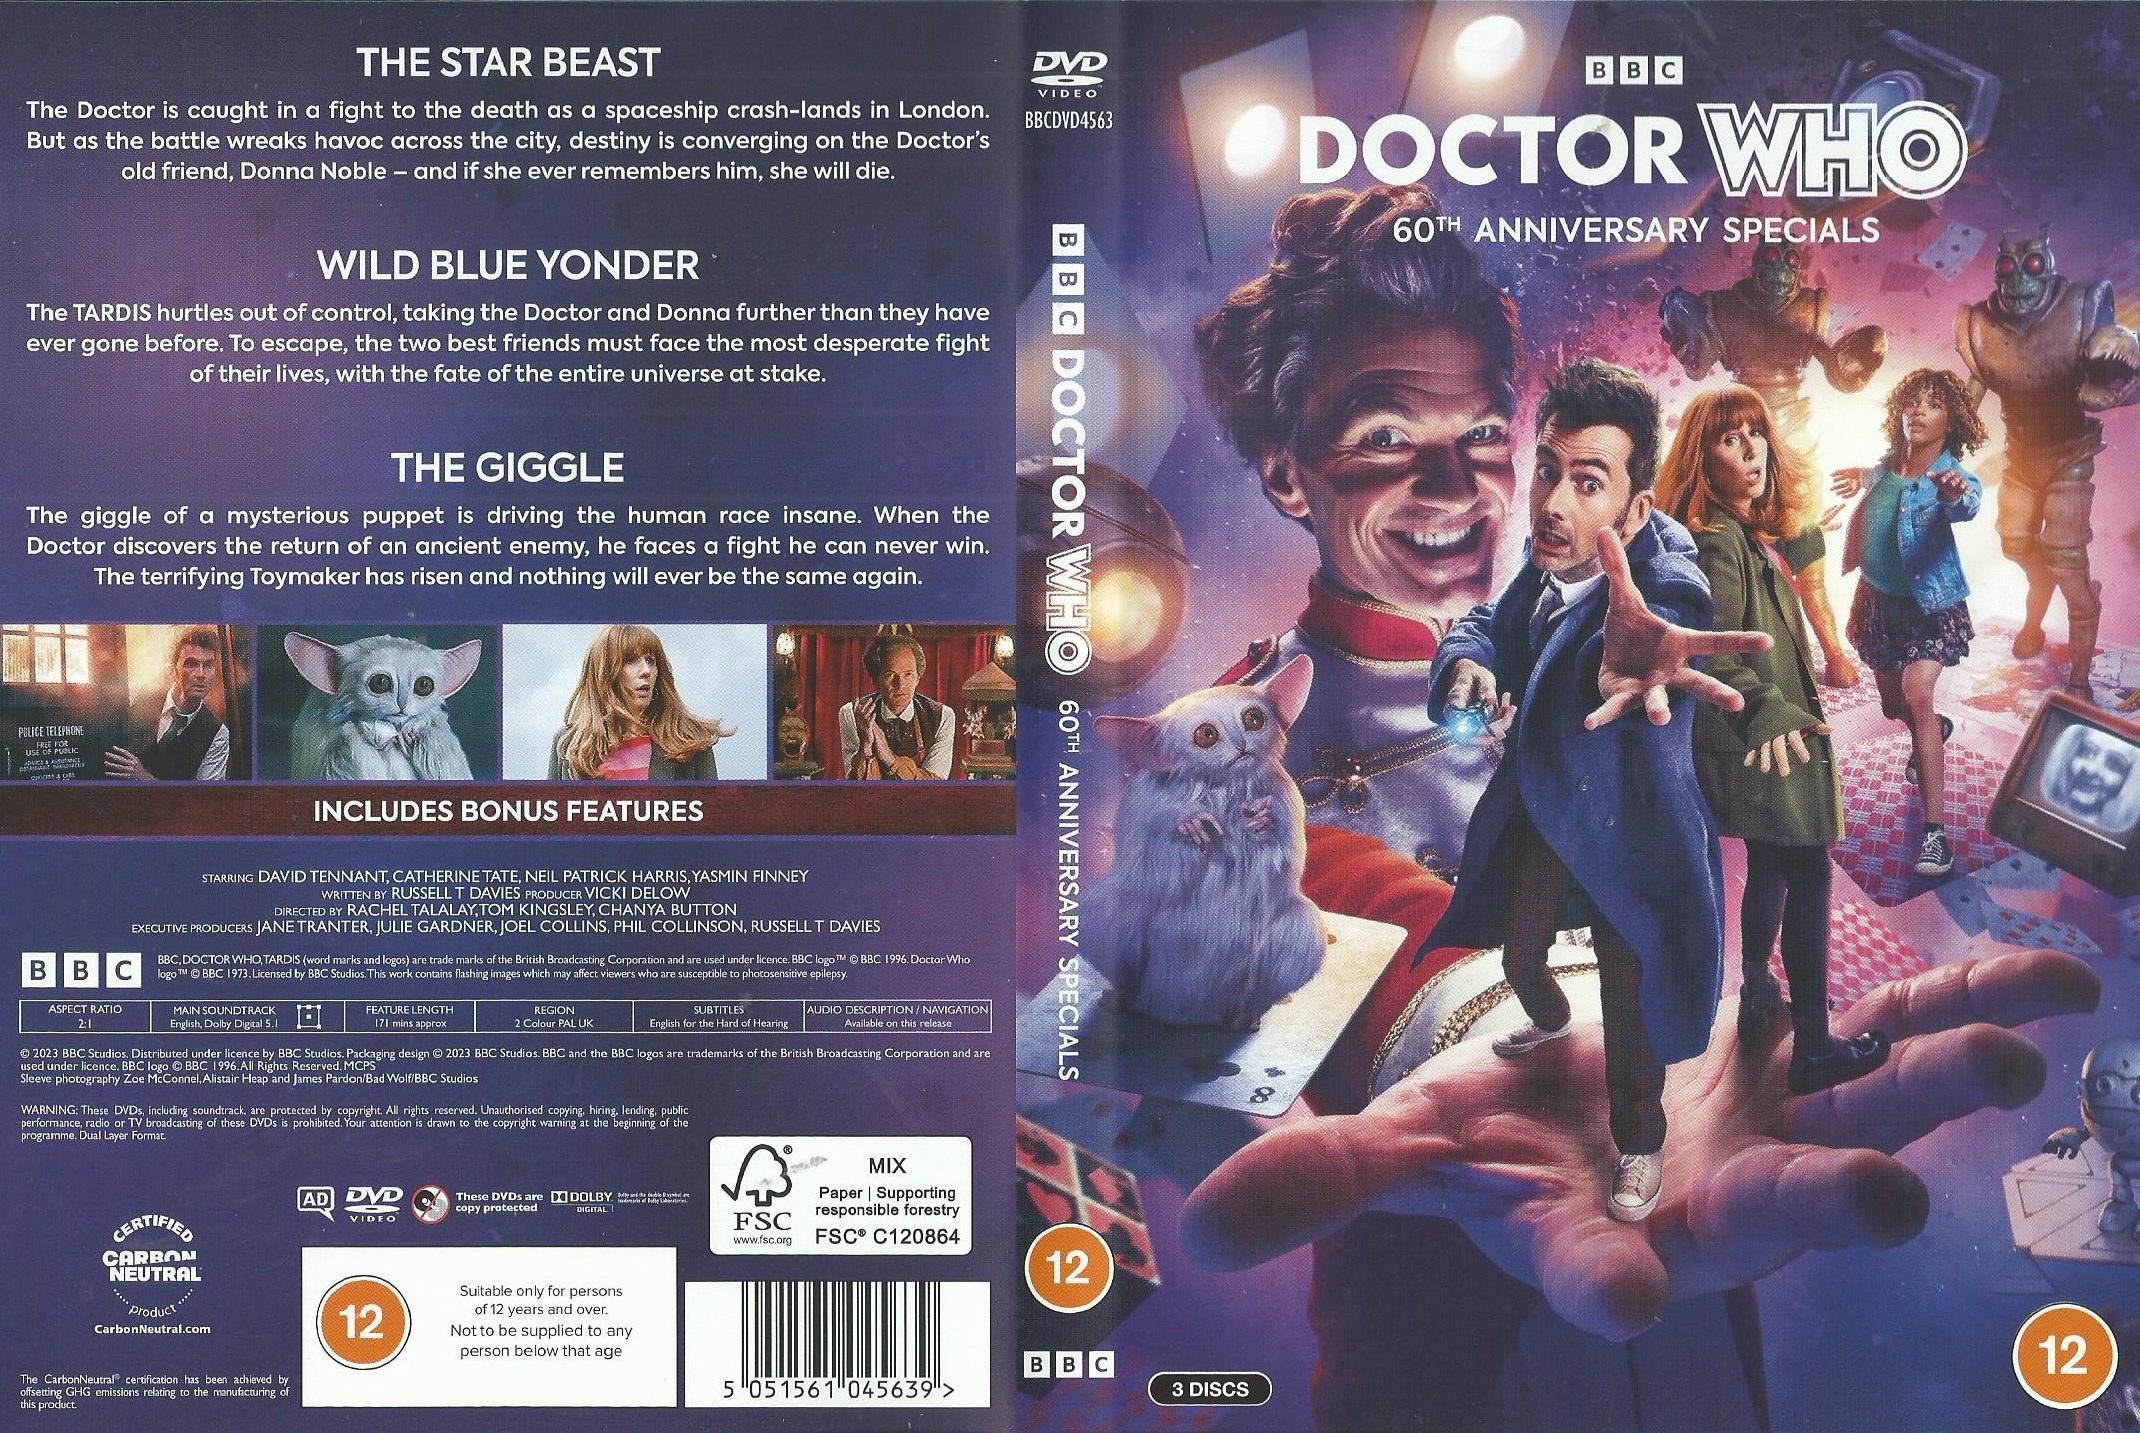 THE STAR BEAST
The Doctor is caught in a fight to the death as a spaceship crash-lands in London.
But as the battle wreaks havoc across the city, destiny is converging on the Doctor's
old friend, Donna Noble – and if she ever remembers him, she will die.
WILD BLUE YONDER
The TARDIS hurtles out of control, taking the Doctor and Donna further than they have
ever gone before. To escape, the two best friends must face the most desperate fight
of their lives, with the fate of the entire universe at stake.
THE GIGGLE
The giggle of a mysterious puppet is driving the human race insane. When the
Doctor discovers the return of an ancient enemy, he faces a fight he can never win.
The terrifying Toymaker has risen and nothing will ever be the same again.
POLICE TELEPHONE
FREE FOR
USE OF PUBLIC
ADVICE & ASSISTANCE
OBTAINABLE IMMEDIATELY
OFFICERS & CARS
INCLUDES BONUS FEATURES
STARRING DAVID TENNANT, CATHERINE TATE, NEIL PATRICK HARRIS, YASMIN FINNEY
WRITTEN BY RUSSELL T DAVIES PRODUCER VICKI DELOW
DIRECTED BY RACHEL TALALAY, TOM KINGSLEY, CHANYA BUTTON
EXECUTIVE PRODUCERS JANE TRANTER, JULIE GARDNER, JOEL COLLINS, PHIL COLLINSON, RUSSELL T DAVIES
BBC
BBC, DOCTOR WHO, TARDIS (word marks and logos) are trade marks of the British Broadcasting Corporation and are used under licence. BBC logo™ © BBC 1996. Doctor Who
logo™ © BBC 1973. Licensed by BBC Studios. This work contains flashing images which may affect viewers who are susceptible to photosensitive epilepsy.
ASPECT RATIO
2:1
MAIN SOUNDTRACK
English, Dolby Digital 5.1
FEATURE LENGTH
171 mins approx
REGION
2 Colour PAL UK
SUBTITLES
English for the Hard of Hearing
AUDIO DESCRIPTION / NAVIGATION
Available on this release
© 2023 BBC Studios. Distributed under licence by BBC Studios. Packaging design © 2023 BBC Studios. BBC and the BBC logos are trademarks of the British Broadcasting Corporation and are
used under licence. BBC logo © BBC 1996. All Rights Reserved. MCPS
Sleeve photography Zoe McConnel, Alistair Heap and James Pardon/Bad Wolf/BBC Studios
WARNING: These DVDs, including soundtrack, are protected by copyright. All rights reserved. Unauthorised copying, hiring, lending, public
performance, radio or TV broadcasting of these DVDs is prohibited. Your attention is drawn to the copyright warning at the beginning of the
programme. Dual Layer Format.
AD
DVD
VIDEO
These DVDs are
copy protected
DOLBY
DIGITAL
Dolby and the double-D symbol are
trademarks of Dolby Laboratories.
FSC
www.fsc.org
MIX
Paper | Supporting
responsible forestry
FSC® C120864
CERTIFIED
CARBON
NEUTRAL
product
CarbonNeutral.com
The CarbonNeutral® certification has been achieved by
offsetting GHG emissions relating to the manufacturing of
this product.
12
Suitable only for persons
of 12 years and over.
Not to be supplied to any
person below that age
5 051561 045639 >
DVD
VIDEO
BBCDVD4563
BBC DOCTOR WHO 60TH ANNIVERSARY SPECIALS
12
BBC
BBC
DOCTOR WHO
60TH ANNIVERSARY SPECIALS
8
3 DISCS
12